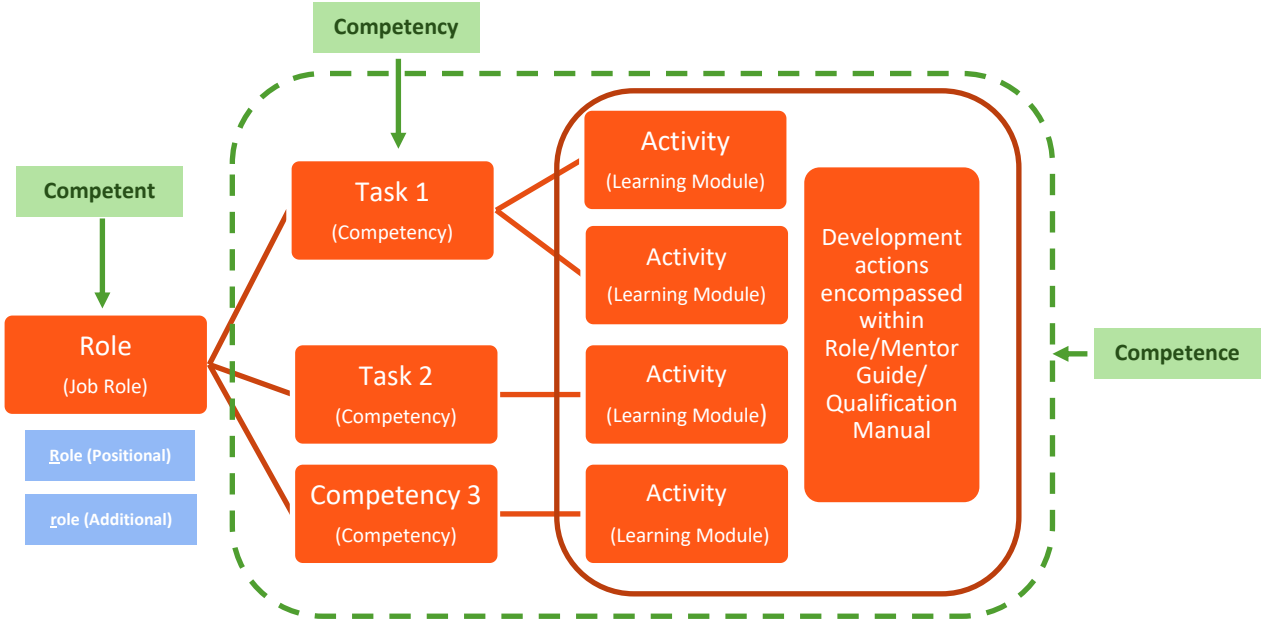 Competency
Competent
Competence
Role
(Job Role)
Role (Positional)
role (Additional)
Task 1
(Competency)
Task 2
(Competency)
Competency 3
(Competency)
Activity
(Learning Module)
Activity
(Learning Module)
Activity
(Learning Module)
Activity
(Learning Module)
Development
actions
encompassed
within
Role/Mentor
Guide/
Qualification
Manual